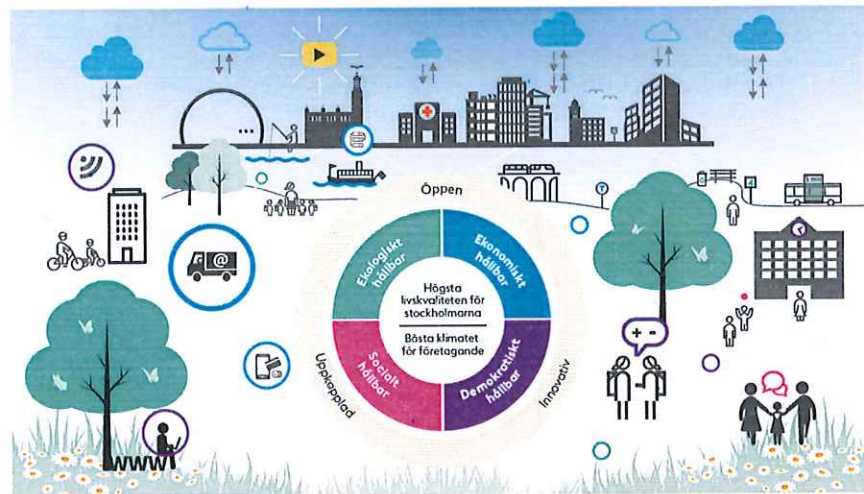 Öppen
Ekologiskt
hållbar
Ekonomiskt
hållbar
Högsta
livskvaliteten för
stockholmarna
Bästa klimatet
för företagande
Socialt
hållbar
Demokratiskt
hållbar
Uppkopplad
Innovativ
@
+ -
T